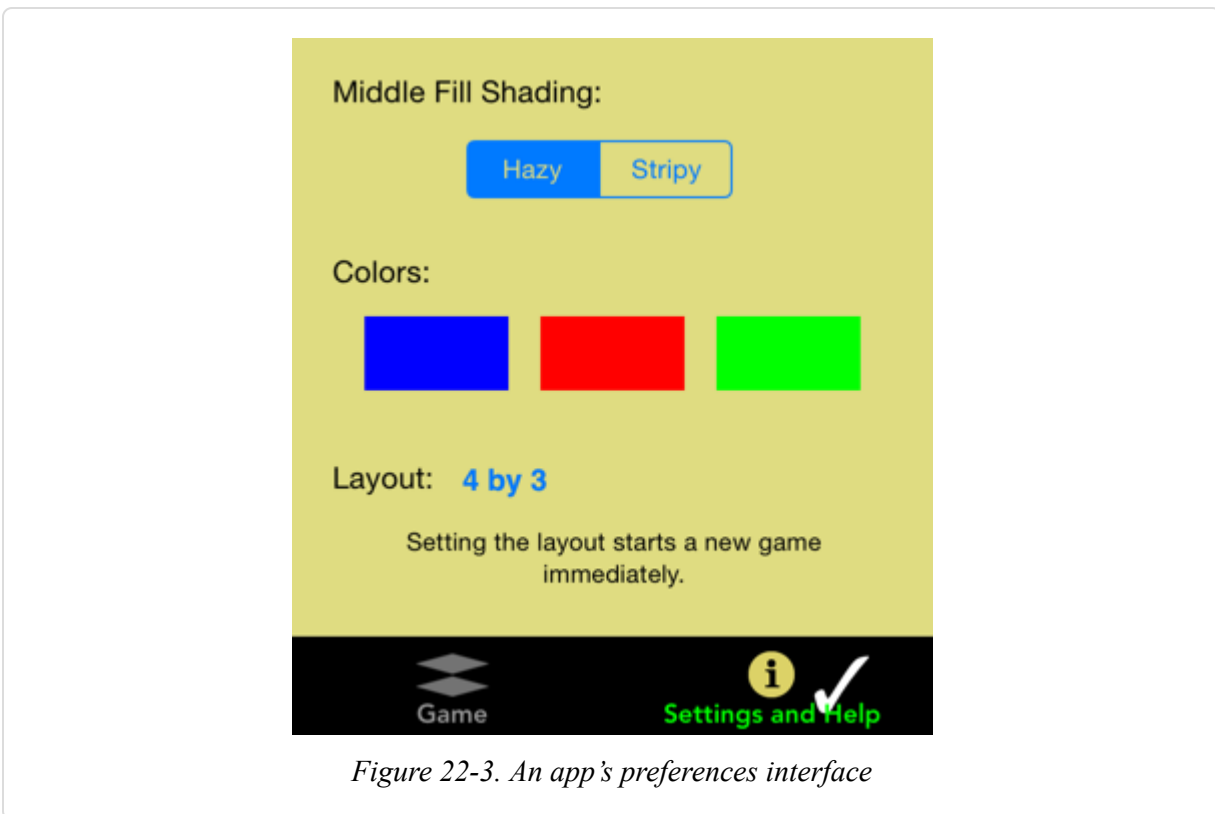 Middle Fill Shading:
Hazy Stripy
Colors:
Layout: 4 by 3
Setting the layout starts a new game
immediately.
Game Settings and Help
Figure 22-3. An app’s preferences interface